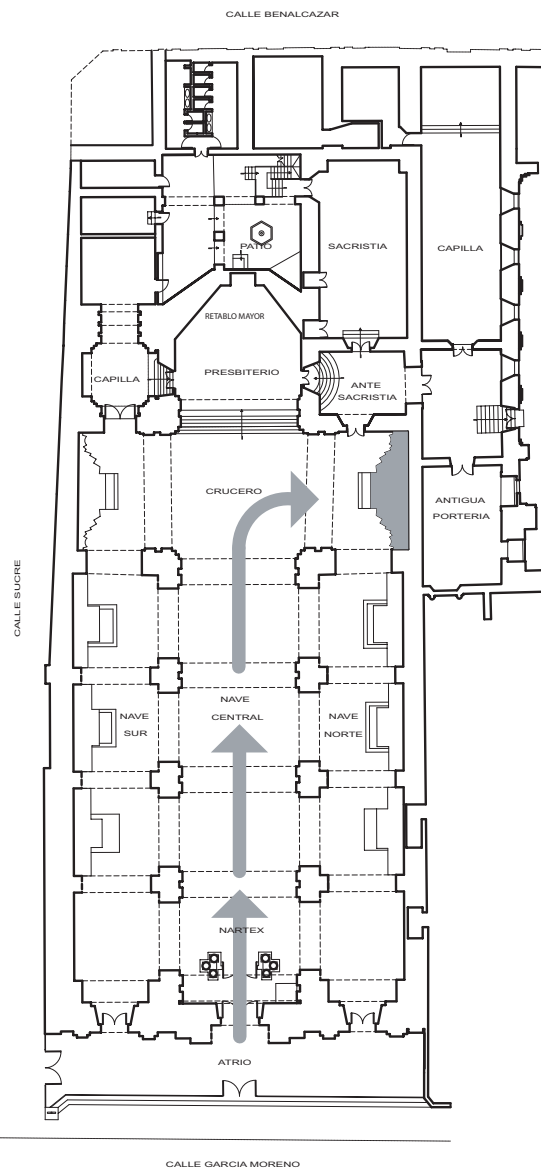 CALLE BENALCAZAR
PATIO
SACRISTIA
CAPILLA
RETABLO MAYOR
PRESBITERIO
CAPILLA
ANTE
SACRISTIA
CRUCERO
ANTIGUA
PORTERIA
CALLE SUCRE
NAVE
CENTRAL
NAVE
SUR
NAVE
NORTE
NARTEX
ATRIO
CALLE GARCIA MORENO